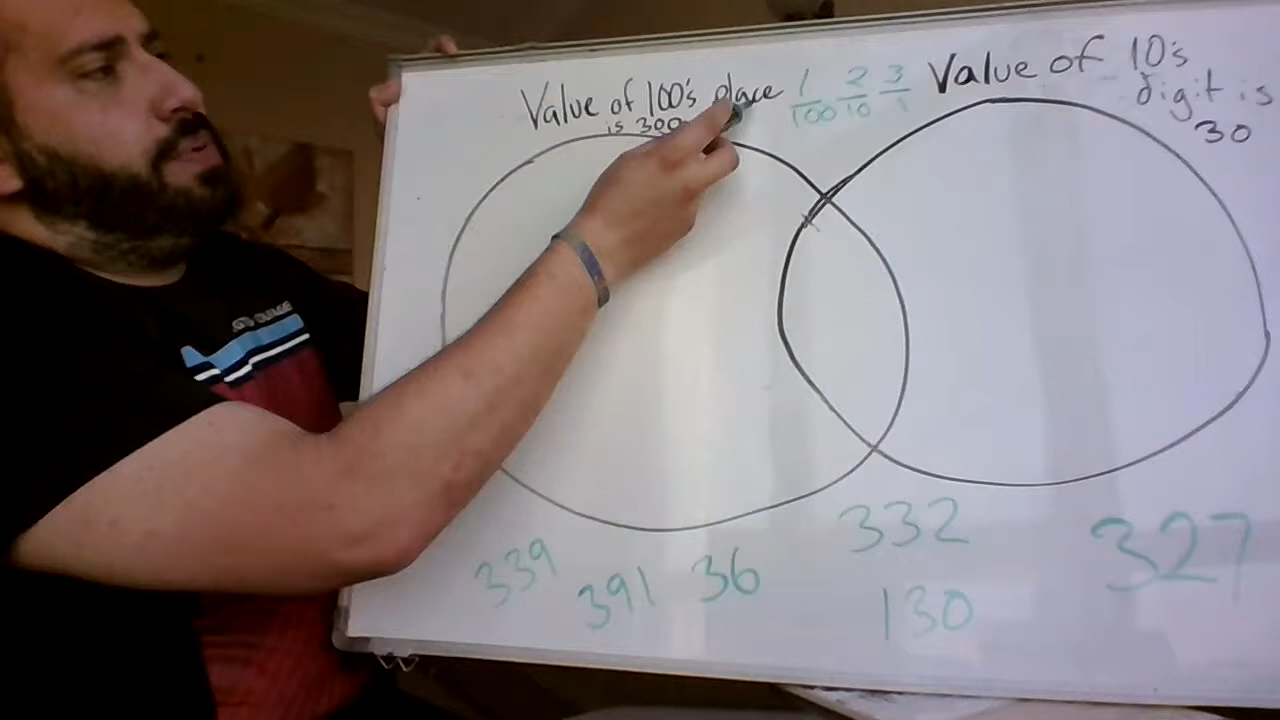 Value of 100's place
is 300
1 2 3
100 10 1
Value of 10's
digit is
30
339 391 36 332 327
130